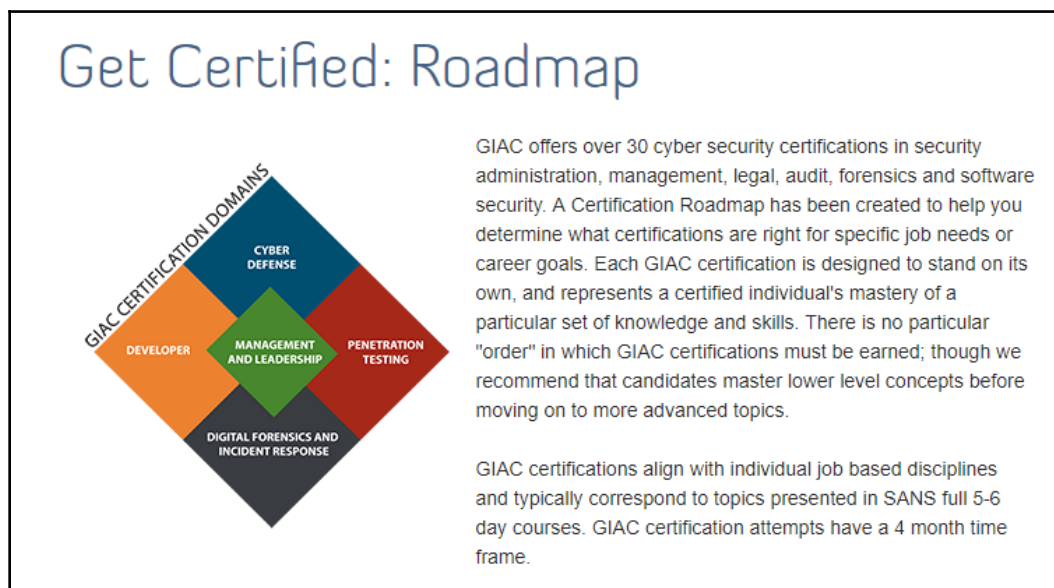 Get Certified: Roadmap
GIAC CERTIFICATION DOMAINS
CYBER
DEFENSE
DEVELOPER
MANAGEMENT
AND LEADERSHIP
PENETRATION
TESTING
DIGITAL FORENSICS AND
INCIDENT RESPONSE
GIAC offers over 30 cyber security certifications in security
administration, management, legal, audit, forensics and software
security. A Certification Roadmap has been created to help you
determine what certifications are right for specific job needs or
career goals. Each GIAC certification is designed to stand on its
own, and represents a certified individual's mastery of a
particular set of knowledge and skills. There is no particular
"order" in which GIAC certifications must be earned; though we
recommend that candidates master lower level concepts before
moving on to more advanced topics.
GIAC certifications align with individual job based disciplines
and typically correspond to topics presented in SANS full 5-6
day courses. GIAC certification attempts have a 4 month time
frame.